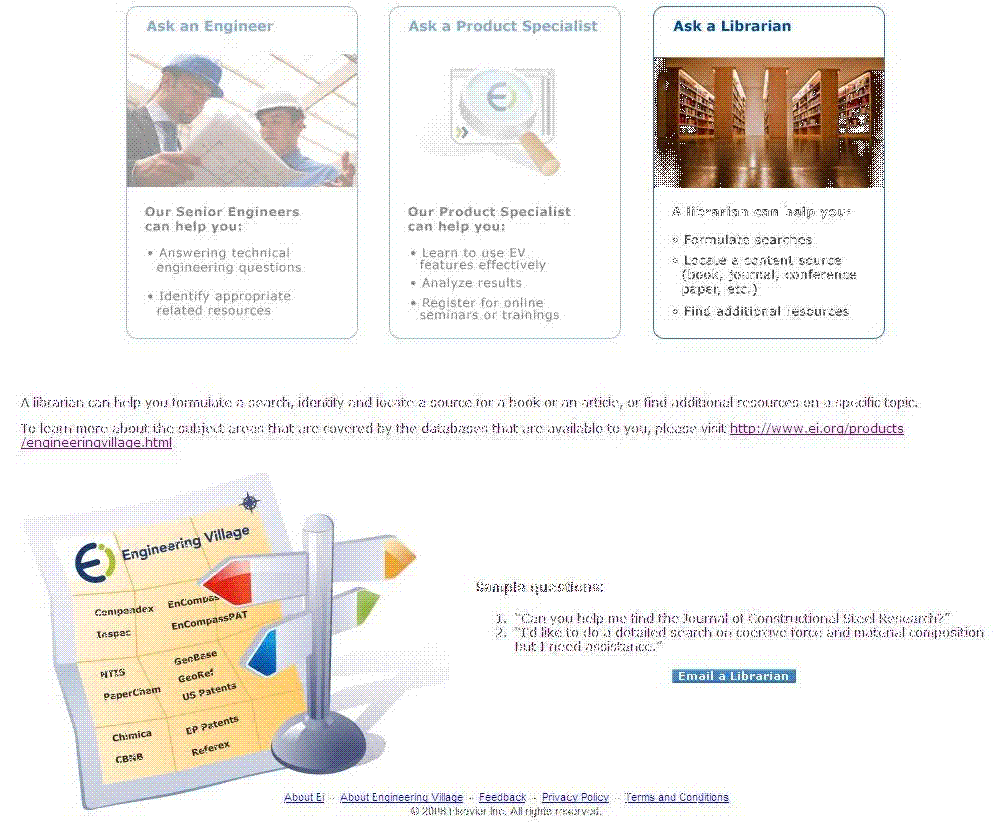 Ask an Engineer
Our Senior Engineers
can help you:
• Answering technical
engineering questions
• Identify appropriate
related resources
Ask a Product Specialist
Our Product Specialist
can help you:
• Learn to use EV
features effectively
• Analyze results
• Register for online
seminars or trainings
Ask a Librarian
A librarian can help you:
• Formulate searches
• Locate a content source
(book, journal, conference
paper, etc.)
• Find additional resources
A librarian can help you formulate a search, identify and locate a source for a book or an article, or find additional resources on a specific topic.
To learn more about the subject areas that are covered by the databases that are available to you, please visit http://www.ei.org/products
/engineeringvillage.html
Ei Engineering Village
Compendex
EnCompas
Inspec
EnCompassPAT
NTIS
GeoBase
GeoRef
PaperChem
US Patents
Chimica
EP Patents
CBNB
Referex
Sample questions:
1. "Can you help me find the Journal of Constructional Steel Research?"
2. "I'd like to do a detailed search on coercive force and material composition
but I need assistance."
Email a Librarian
About Ei - About Engineering Village - Feedback - Privacy Policy - Terms and Conditions
© 2008 Elsevier Inc. All rights reserved.